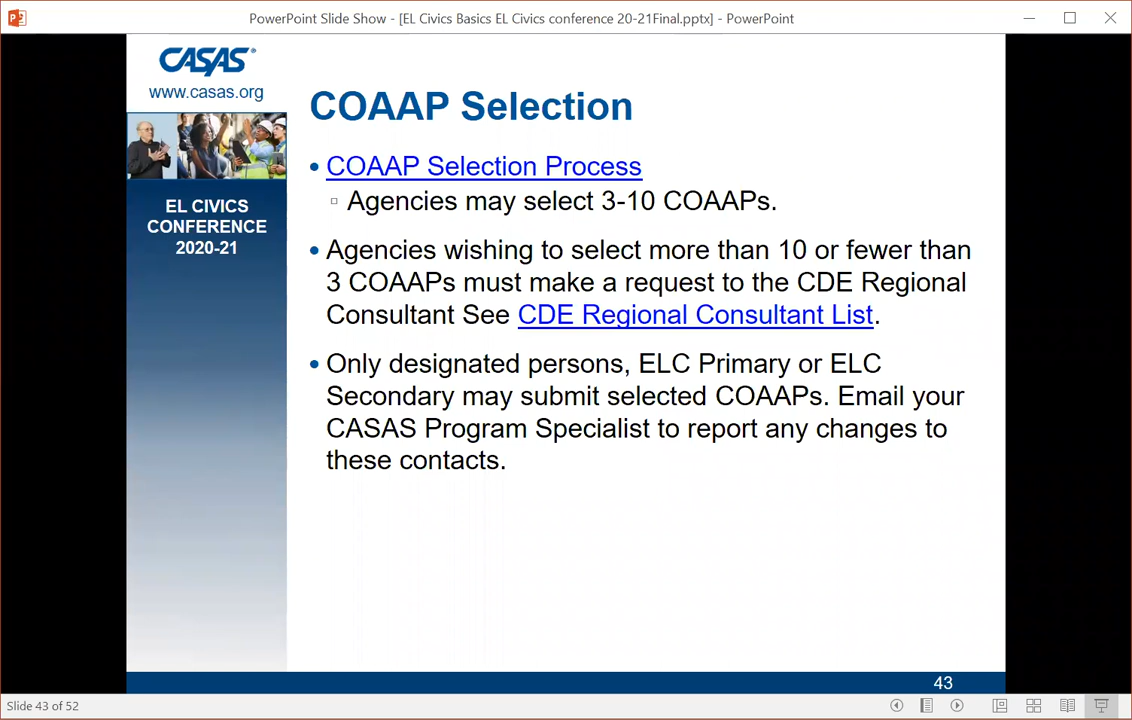 PowerPoint Slide Show - [EL Civics Basics EL Civics conference 20-21Final.pptx] - PowerPoint
CASAS®
www.casas.org
EL CIVICS
CONFERENCE
2020-21
COAAP Selection
• COAAP Selection Process
▫ Agencies may select 3-10 COAAPs.
• Agencies wishing to select more than 10 or fewer than
3 COAAPs must make a request to the CDE Regional
Consultant See CDE Regional Consultant List.
• Only designated persons, ELC Primary or ELC
Secondary may submit selected COAAPs. Email your
CASAS Program Specialist to report any changes to
these contacts.
43
Slide 43 of 52